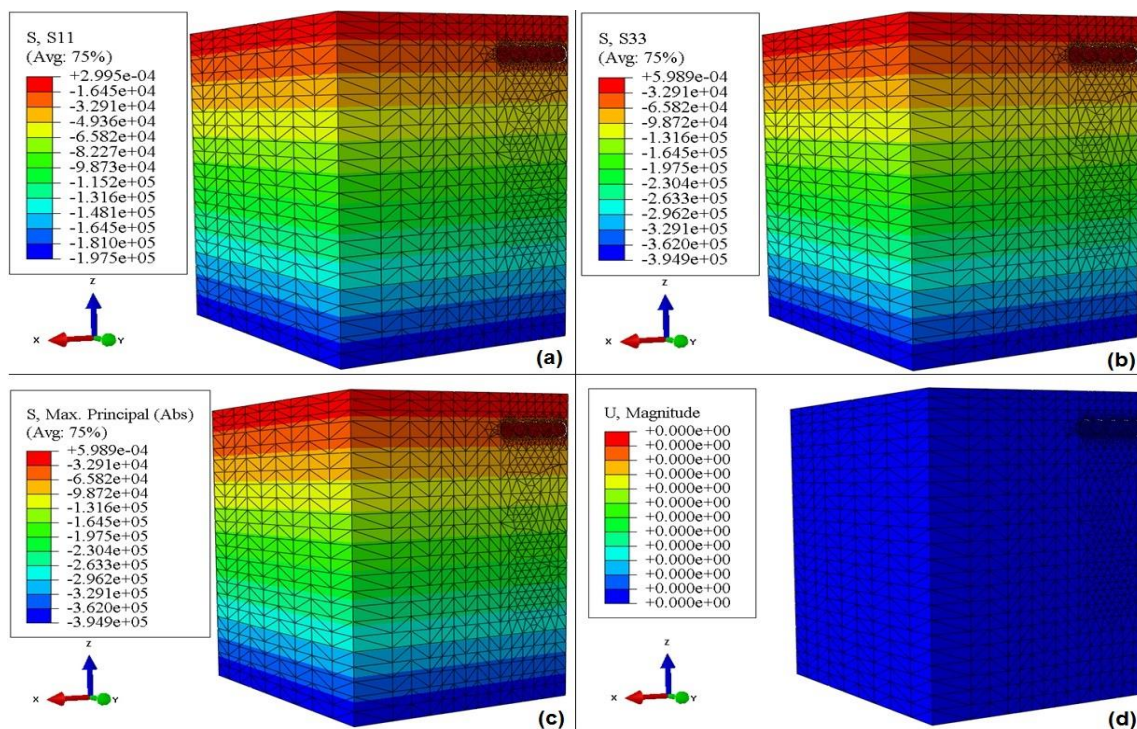 S, S11
(Avg: 75%)
+2.995e-04
-1.645e+04
-3.291e+04
-4.936e+04
-6.582e+04
-8.227e+04
-9.873e+04
-1.152e+05
-1.316e+05
-1.481e+05
-1.645e+05
-1.810e+05
-1.975e+05
Z
X
Y
(a)
S, S33
(Avg: 75%)
+5.989e-04
-3.291e+04
-6.582e+04
-9.872e+04
-1.316e+05
-1.645e+05
-1.975e+05
-2.304e+05
-2.633e+05
-2.962e+05
-3.291e+05
-3.620e+05
-3.949e+05
Z
X
Y
(b)
S, Max. Principal (Abs)
(Avg: 75%)
+5.989e-04
-3.291e+04
-6.582e+04
-9.872e+04
-1.316e+05
-1.645e+05
-1.975e+05
-2.304e+05
-2.633e+05
-2.962e+05
-3.291e+05
-3.620e+05
-3.949e+05
Z
X
Y
(c)
U, Magnitude
+0.000e+00
+0.000e+00
+0.000e+00
+0.000e+00
+0.000e+00
+0.000e+00
+0.000e+00
+0.000e+00
+0.000e+00
+0.000e+00
+0.000e+00
+0.000e+00
+0.000e+00
Z
X
Y
(d)